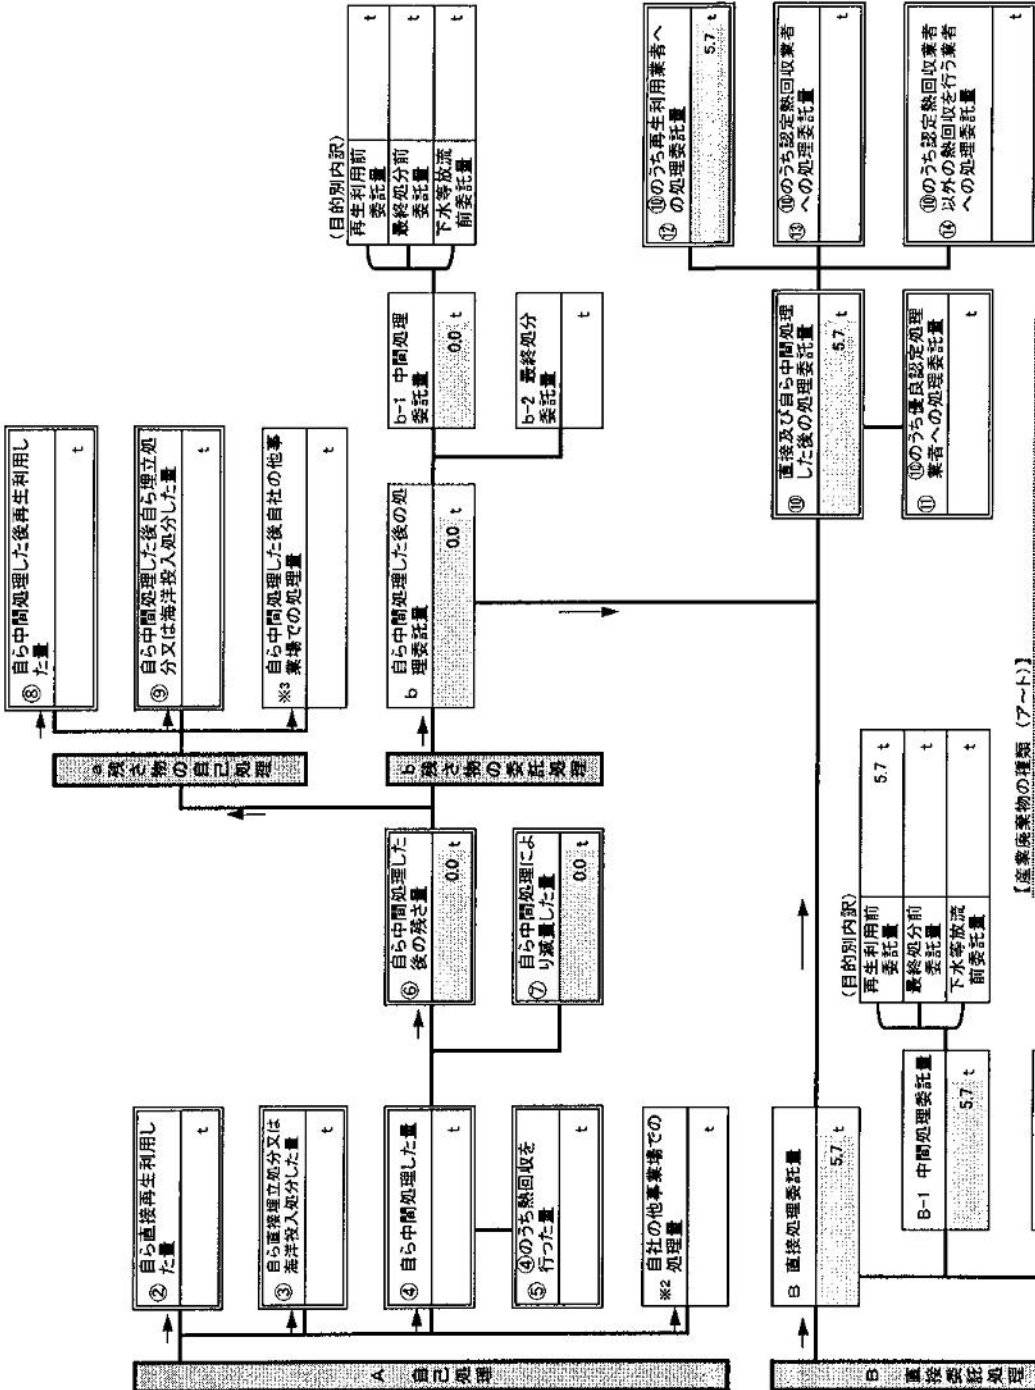 A 自己処理
② 自ら直接再生利用し
た量
t
③ 自ら直接埋立処分又は
海洋投入処分した量
t
④ 自ら中間処理した量
t
⑤ ④のうち熱回収を
行った量
t
※2 自社の他事業場での
処理量
t
⑥ 自ら中間処理した
後の残さ量
0.0 t
⑦ 自ら中間処理によ
り減量した量
0.0 t
a 残さ物の自己処理
⑧ 自ら中間処理した後再生利用し
た量
t
⑨ 自ら中間処理した後自ら埋立処
分又は海洋投入処分した量
t
※3 自ら中間処理した後自社の他事
業場での処理量
t
b 残さ物の委託処理
b 自ら中間処理した後の処
理委託量
0.0 t
b-1 中間処理
委託量
0.0 t
b-2 最終処分
委託量
t
(目的別内訳)
再生利用前
委託量
t
最終処分前
委託量
t
下水等放流
前委託量
t
B 直接委託処理
B 直接処理委託量
5.7 t
B-1 中間処理委託量
5.7 t
(目的別内訳)
再生利用前
委託量
5.7 t
最終処分前
委託量
t
下水等放流
前委託量
t
⑩ 直接及び自ら中間処理
した後の処理委託量
5.7 t
⑪ ⑩のうち優良認定処理
業者への処理委託量
t
⑫ ⑩のうち再生利用業者へ
の処理委託量
5.7 t
⑬ ⑩のうち認定熱回収業者
への処理委託量
t
⑭ ⑩のうち認定熱回収業者
以外の熱回収を行う業者
への処理委託量
t
【産業廃棄物の種類(ア～ト)】